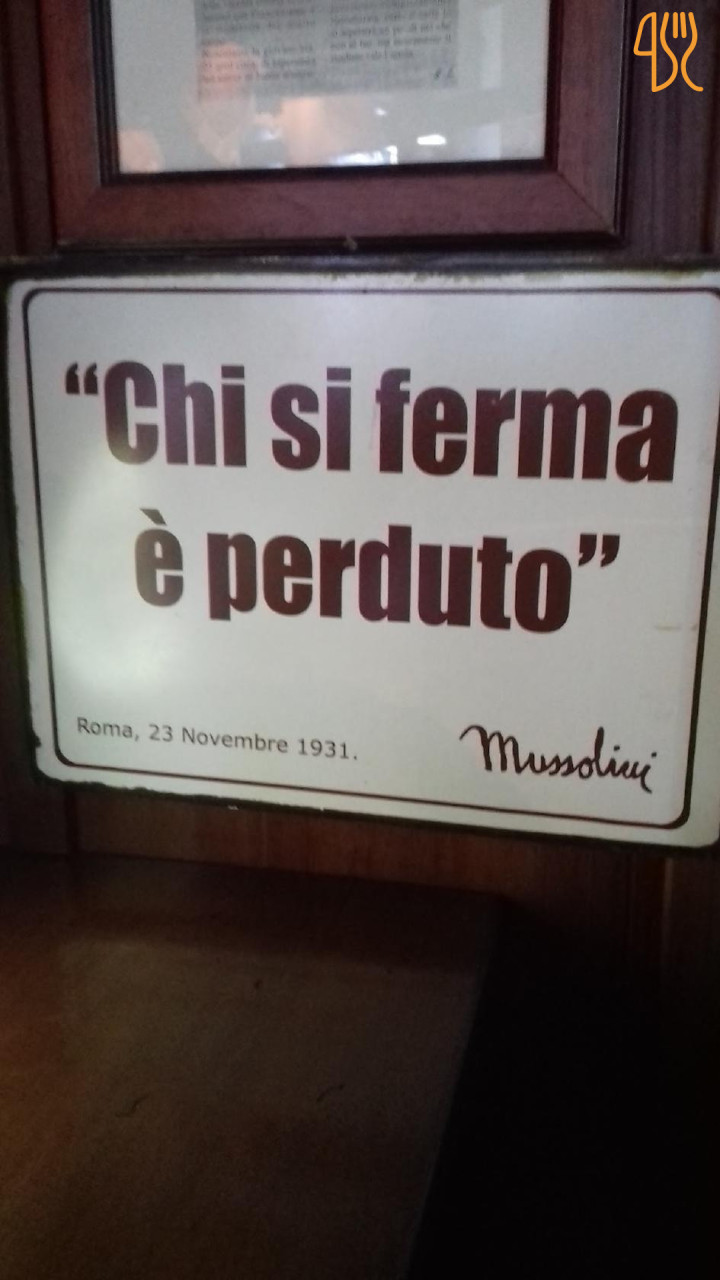 “Chi si ferma
è perduto”
Roma, 23 Novembre 1931.
Mussolini